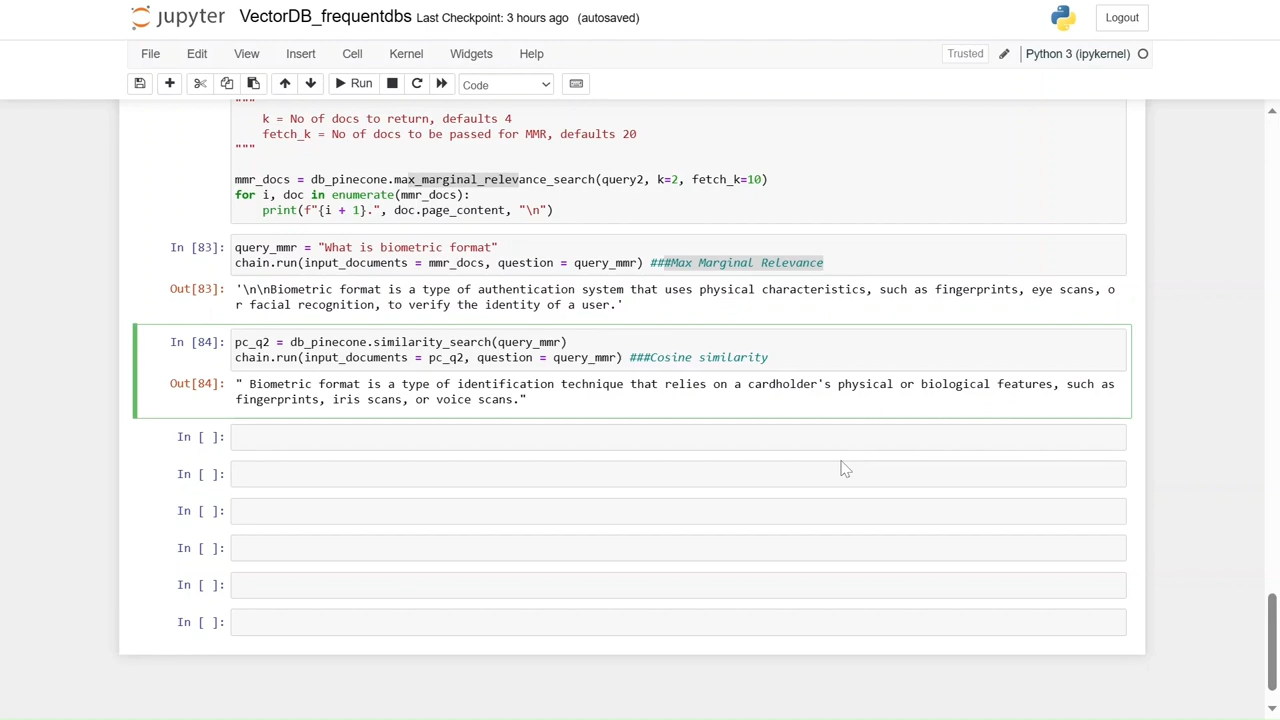 jupyter VectorDB_frequentdbs Last Checkpoint: 3 hours ago (autosaved) Logout
File Edit View Insert Cell Kernel Widgets Help Trusted Python 3 (ipykernel)
Run Code
"""
k = No of docs to return, defaults 4
fetch_k = No of docs to be passed for MMR, defaults 20
"""
mmr_docs = db_pinecone.max_marginal_relevance_search(query2, k=2, fetch_k=10)
for i, doc in enumerate(mmr_docs):
print(f"{i + 1}.", doc.page_content, "\n")
In [83]: query_mmr = "What is biometric format"
chain.run(input_documents = mmr_docs, question = query_mmr) ###Max Marginal Relevance
Out[83]: '\n\nBiometric format is a type of authentication system that uses physical characteristics, such as fingerprints, eye scans, o
r facial recognition, to verify the identity of a user.'
In [84]: pc_q2 = db_pinecone.similarity_search(query_mmr)
chain.run(input_documents = pc_q2, question = query_mmr) ###Cosine similarity
Out[84]: " Biometric format is a type of identification technique that relies on a cardholder's physical or biological features, such as
fingerprints, iris scans, or voice scans."
In [ ]:
In [ ]:
In [ ]:
In [ ]:
In [ ]:
In [ ]: